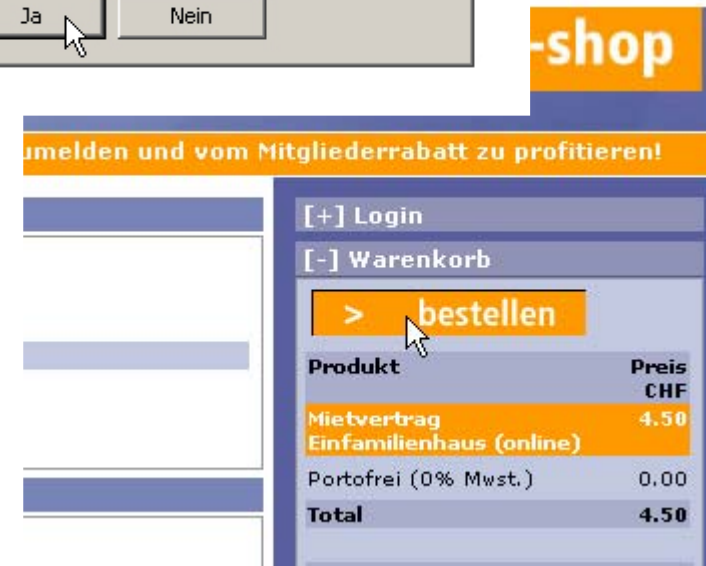 Ja Nein
-shop
umelden und vom Mitgliederrabatt zu profitieren!
[+] Login
[-] Warenkorb
> bestellen
Produkt Preis
CHF
Mietvertrag 4.50
Einfamilienhaus (online)
Portofrei (0% Mwst.) 0.00
Total 4.50